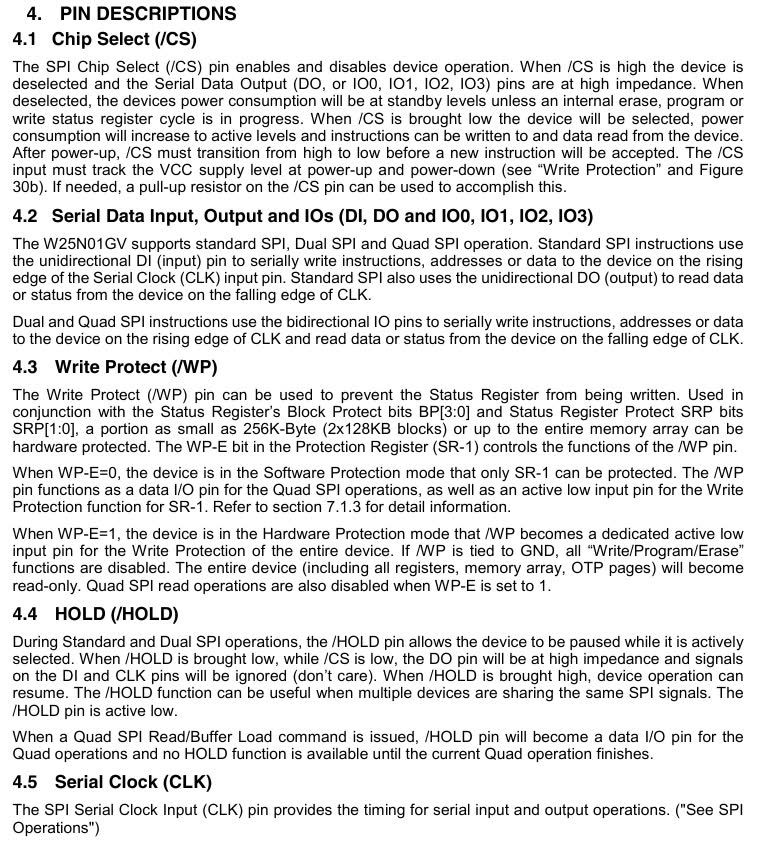 4. PIN DESCRIPTIONS
4.1 Chip Select (/CS)
The SPI Chip Select (/CS) pin enables and disables device operation. When /CS is high the device is
deselected and the Serial Data Output (DO, or IO0, IO1, IO2, IO3) pins are at high impedance. When
deselected, the devices power consumption will be at standby levels unless an internal erase, program or
write status register cycle is in progress. When /CS is brought low the device will be selected, power
consumption will increase to active levels and instructions can be written to and data read from the device.
After power-up, /CS must transition from high to low before a new instruction will be accepted. The /CS
input must track the VCC supply level at power-up and power-down (see “Write Protection” and Figure
30b). If needed, a pull-up resistor on the /CS pin can be used to accomplish this.
4.2 Serial Data Input, Output and IOs (DI, DO and IO0, IO1, IO2, IO3)
The W25N01GV supports standard SPI, Dual SPI and Quad SPI operation. Standard SPI instructions use
the unidirectional DI (input) pin to serially write instructions, addresses or data to the device on the rising
edge of the Serial Clock (CLK) input pin. Standard SPI also uses the unidirectional DO (output) to read data
or status from the device on the falling edge of CLK.
Dual and Quad SPI instructions use the bidirectional IO pins to serially write instructions, addresses or data
to the device on the rising edge of CLK and read data or status from the device on the falling edge of CLK.
4.3 Write Protect (/WP)
The Write Protect (/WP) pin can be used to prevent the Status Register from being written. Used in
conjunction with the Status Register’s Block Protect bits BP[3:0] and Status Register Protect SRP bits
SRP[1:0], a portion as small as 256K-Byte (2x128KB blocks) or up to the entire memory array can be
hardware protected. The WP-E bit in the Protection Register (SR-1) controls the functions of the /WP pin.
When WP-E=0, the device is in the Software Protection mode that only SR-1 can be protected. The /WP
pin functions as a data I/O pin for the Quad SPI operations, as well as an active low input pin for the Write
Protection function for SR-1. Refer to section 7.1.3 for detail information.
When WP-E=1, the device is in the Hardware Protection mode that /WP becomes a dedicated active low
input pin for the Write Protection of the entire device. If /WP is tied to GND, all “Write/Program/Erase”
functions are disabled. The entire device (including all registers, memory array, OTP pages) will become
read-only. Quad SPI read operations are also disabled when WP-E is set to 1.
4.4 HOLD (/HOLD)
During Standard and Dual SPI operations, the /HOLD pin allows the device to be paused while it is actively
selected. When /HOLD is brought low, while /CS is low, the DO pin will be at high impedance and signals
on the DI and CLK pins will be ignored (don’t care). When /HOLD is brought high, device operation can
resume. The /HOLD function can be useful when multiple devices are sharing the same SPI signals. The
/HOLD pin is active low.
When a Quad SPI Read/Buffer Load command is issued, /HOLD pin will become a data I/O pin for the
Quad operations and no HOLD function is available until the current Quad operation finishes.
4.5 Serial Clock (CLK)
The SPI Serial Clock Input (CLK) pin provides the timing for serial input and output operations. ("See SPI
Operations")